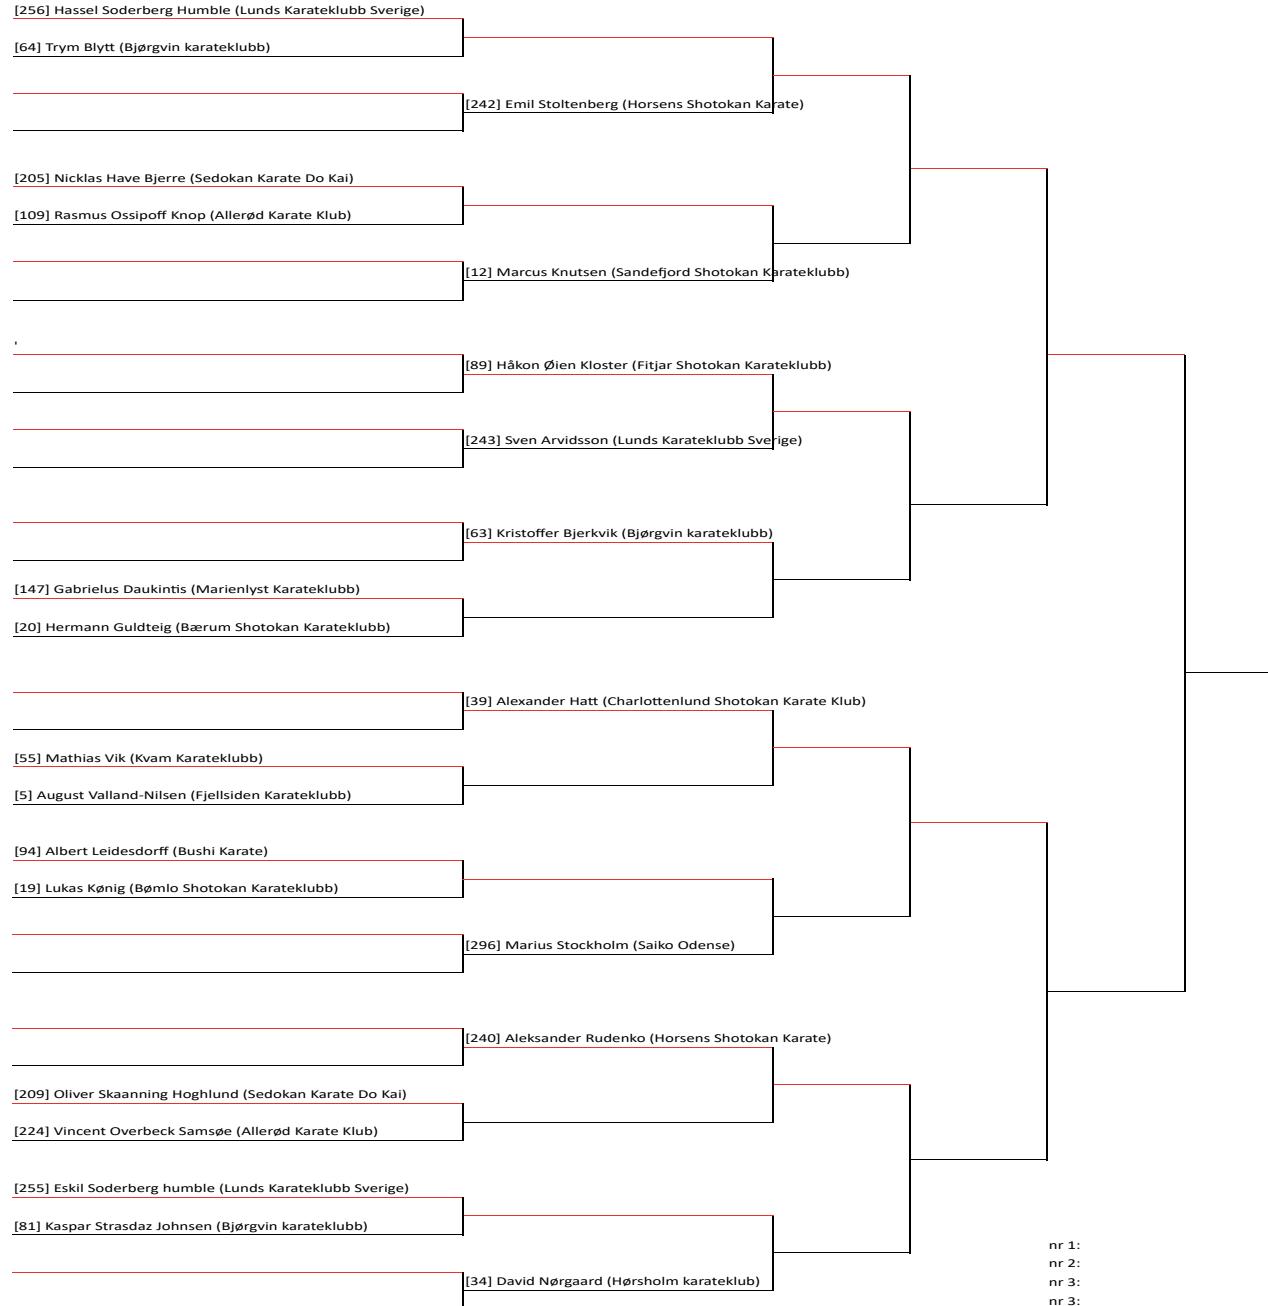 [256] Hassel Soderberg Humble (Lunds Karateklubb Sverige)
[64] Trym Blytt (Bjørgvin karateklubb)
[242] Emil Stoltenberg (Horsens Shotokan Karate)
[205] Nicklas Have Bjerre (Sedokan Karate Do Kai)
[109] Rasmus Ossipoff Knop (Allerød Karate Klub)
[12] Marcus Knutsen (Sandefjord Shotokan Karateklubb)
'
[89] Håkon Øien Kloster (Fitjar Shotokan Karateklubb)
[243] Sven Arvidsson (Lunds Karateklubb Sverige)
[63] Kristoffer Bjerkvik (Bjørgvin karateklubb)
[147] Gabrielus Daukintis (Marienlyst Karateklubb)
[20] Hermann Guldteig (Bærum Shotokan Karateklubb)
[39] Alexander Hatt (Charlottenlund Shotokan Karate Klub)
[55] Mathias Vik (Kvam Karateklubb)
[5] August Valland-Nilsen (Fjellsiden Karateklubb)
[94] Albert Leidesdorff (Bushi Karate)
[19] Lukas Kønig (Bømlo Shotokan Karateklubb)
[296] Marius Stockholm (Saiko Odense)
[240] Aleksander Rudenko (Horsens Shotokan Karate)
[209] Oliver Skaanning Hoghlund (Sedokan Karate Do Kai)
[224] Vincent Overbeck Samsøe (Allerød Karate Klub)
[255] Eskil Soderberg humble (Lunds Karateklubb Sverige)
[81] Kaspar Strasdaz Johnsen (Bjørgvin karateklubb)
[34] David Nørgaard (Hørsholm karateklub)
nr 1:
nr 2:
nr 3:
nr 3: